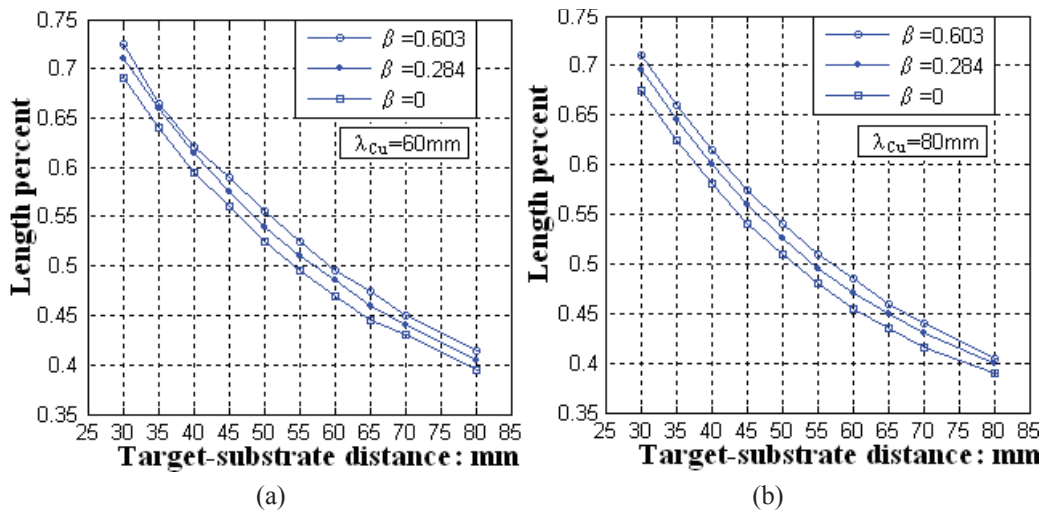 0.75
0.7
0.65
0.6
0.55
0.5
0.45
0.4
0.35
25 30 35 40 45 50 55 60 65 70 75 80 85
Length percent
Target-substrate distance: mm
β=0.603
β=0.284
β=0
λCu=60mm
(a)
0.75
0.7
0.65
0.6
0.55
0.5
0.45
0.4
0.35
25 30 35 40 45 50 55 60 65 70 75 80 85
Length percent
Target-substrate distance: mm
β=0.603
β=0.284
β=0
λCu=80mm
(b)